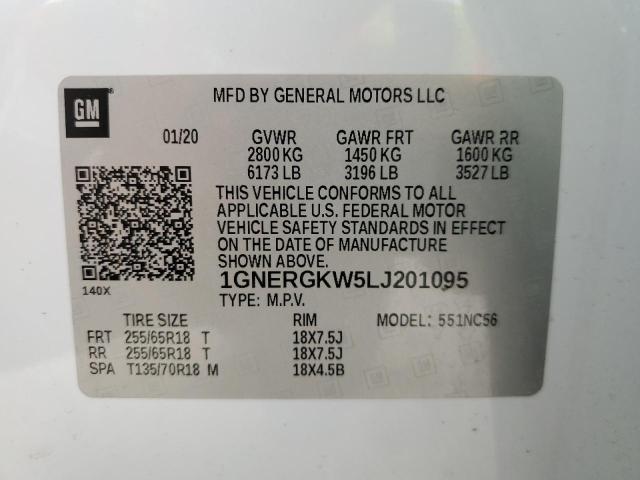 GM ®
MFD BY GENERAL MOTORS LLC
01/20 GVWR GAWR FRT GAWR RR
2800 KG 1450 KG 1600 KG
6173 LB 3196 LB 3527 LB
THIS VEHICLE CONFORMS TO ALL
APPLICABLE U.S. FEDERAL MOTOR
VEHICLE SAFETY STANDARDS IN EFFECT
ON THE DATE OF MANUFACTURE
SHOWN ABOVE.
140X
1GNERGKW5LJ201095
TYPE: M.P.V.
TIRE SIZE RIM MODEL: 551NC56
FRT 255/65R18 T 18X7.5J
RR 255/65R18 T 18X7.5J
SPA T135/70R18 M 18X4.5B